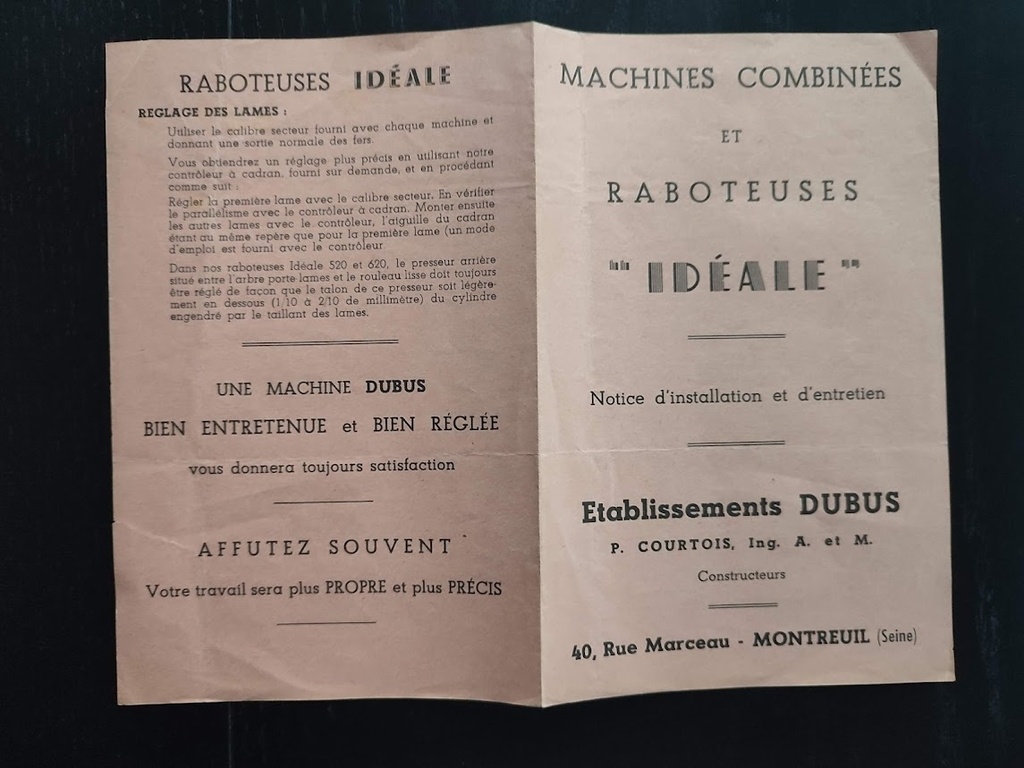 RABOTEUSES IDÉALE
REGLAGE DES LAMES :
Utiliser le calibre secteur fourni avec chaque machine et
donnant une sortie normale des fers.
Vous obtiendrez un réglage plus précis en utilisant notre
contrôleur à cadran, fourni sur demande, et en procédant
comme suit :
Régler la première lame avec le calibre secteur. En vérifier
le parallélisme avec le contrôleur à cadran. Monter ensuite
les autres lames avec le contrôleur, l'aiguille du cadran
étant au même repère que pour la première lame (un mode
d'emploi est fourni avec le contrôleur
Dans nos raboteuses Idéale 520 et 620, le presseur arrière
situé entre l'arbre porte lames et le rouleau lisse doit toujours
être réglé de façon que le talon de ce presseur soit légère-
ment en dessous (1/10 à 2/10 de millimètre) du cylindre
engendré par le taillant des lames.
UNE MACHINE DUBUS
BIEN ENTRETENUE et BIEN RÉGLÉE
vous donnera toujours satisfaction
AFFUTEZ SOUVENT
Votre travail sera plus PROPRE et plus PRÉCIS
MACHINES COMBINÉES
ET
RABOTEUSES
"IDÉALE"
Notice d'installation et d'entretien
Etablissements DUBUS
P. COURTOIS, Ing. A. et M.
Constructeurs
40, Rue Marceau - MONTREUIL (Seine)